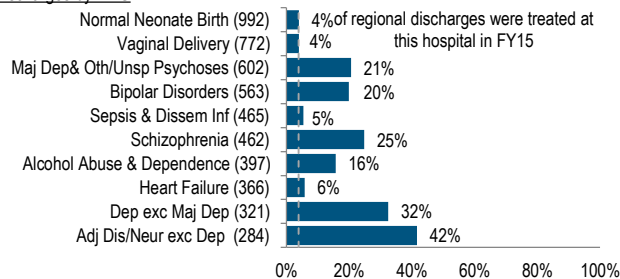 Normal Neonate Birth (992) 4% of regional discharges were treated at
Vaginal Delivery (772) 4% this hospital in FY15
Maj Dep& Oth/Unsp Psychoses (602) 21%
Bipolar Disorders (563) 20%
Sepsis & Dissem Inf (465) 5%
Schizophrenia (462) 25%
Alcohol Abuse & Dependence (397) 16%
Heart Failure (366) 6%
Dep exc Maj Dep (321) 32%
Adj Dis/Neur exc Dep (284) 42%
0% 20% 40% 60% 80% 100%